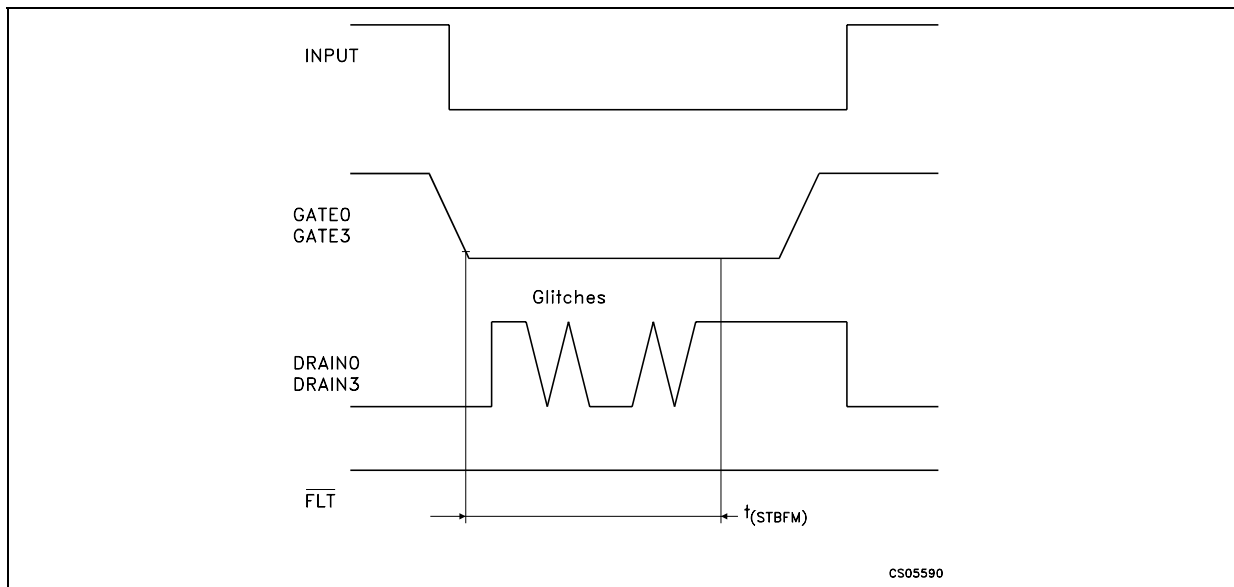 INPUT
GATE0
GATE3
Glitches
DRAIN0
DRAIN3
FLT
t(STBFM)
CS05590